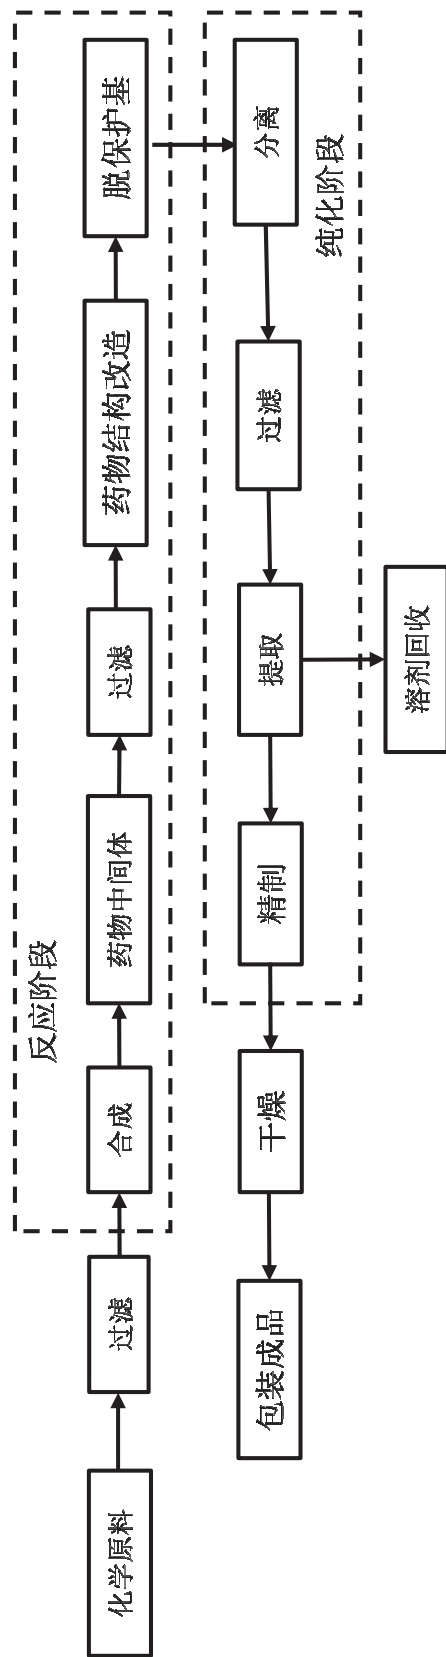 反应阶段
化学原料
过滤
合成
药物中间体
过滤
药物结构改造
脱保护基
分离
过滤
提取
精制
干燥
包装成品
纯化阶段
溶剂回收